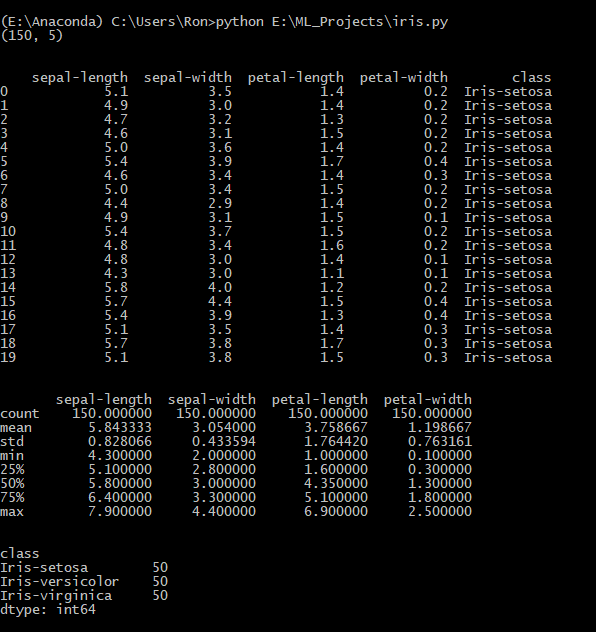 (E:\Anaconda) C:\Users\Ron>python E:\ML_Projects\iris.py
(150, 5)
    sepal-length  sepal-width  petal-length  petal-width        class
0            5.1          3.5           1.4          0.2  Iris-setosa
1            4.9          3.0           1.4          0.2  Iris-setosa
2            4.7          3.2           1.3          0.2  Iris-setosa
3            4.6          3.1           1.5          0.2  Iris-setosa
4            5.0          3.6           1.4          0.2  Iris-setosa
5            5.4          3.9           1.7          0.4  Iris-setosa
6            4.6          3.4           1.4          0.3  Iris-setosa
7            5.0          3.4           1.5          0.2  Iris-setosa
8            4.4          2.9           1.4          0.2  Iris-setosa
9            4.9          3.1           1.5          0.1  Iris-setosa
10           5.4          3.7           1.5          0.2  Iris-setosa
11           4.8          3.4           1.6          0.2  Iris-setosa
12           4.8          3.0           1.4          0.1  Iris-setosa
13           4.3          3.0           1.1          0.1  Iris-setosa
14           5.8          4.0           1.2          0.2  Iris-setosa
15           5.7          4.4           1.5          0.4  Iris-setosa
16           5.4          3.9           1.3          0.4  Iris-setosa
17           5.1          3.5           1.4          0.3  Iris-setosa
18           5.7          3.8           1.7          0.3  Iris-setosa
19           5.1          3.8           1.5          0.3  Iris-setosa
       sepal-length  sepal-width  petal-length  petal-width
count    150.000000   150.000000    150.000000   150.000000
mean       5.843333     3.054000      3.758667     1.198667
std        0.828066     0.433594      1.764420     0.763161
min        4.300000     2.000000      1.000000     0.100000
25%        5.100000     2.800000      1.600000     0.300000
50%        5.800000     3.000000      4.350000     1.300000
75%        6.400000     3.300000      5.100000     1.800000
max        7.900000     4.400000      6.900000     2.500000
class
Iris-setosa        50
Iris-versicolor    50
Iris-virginica     50
dtype: int64